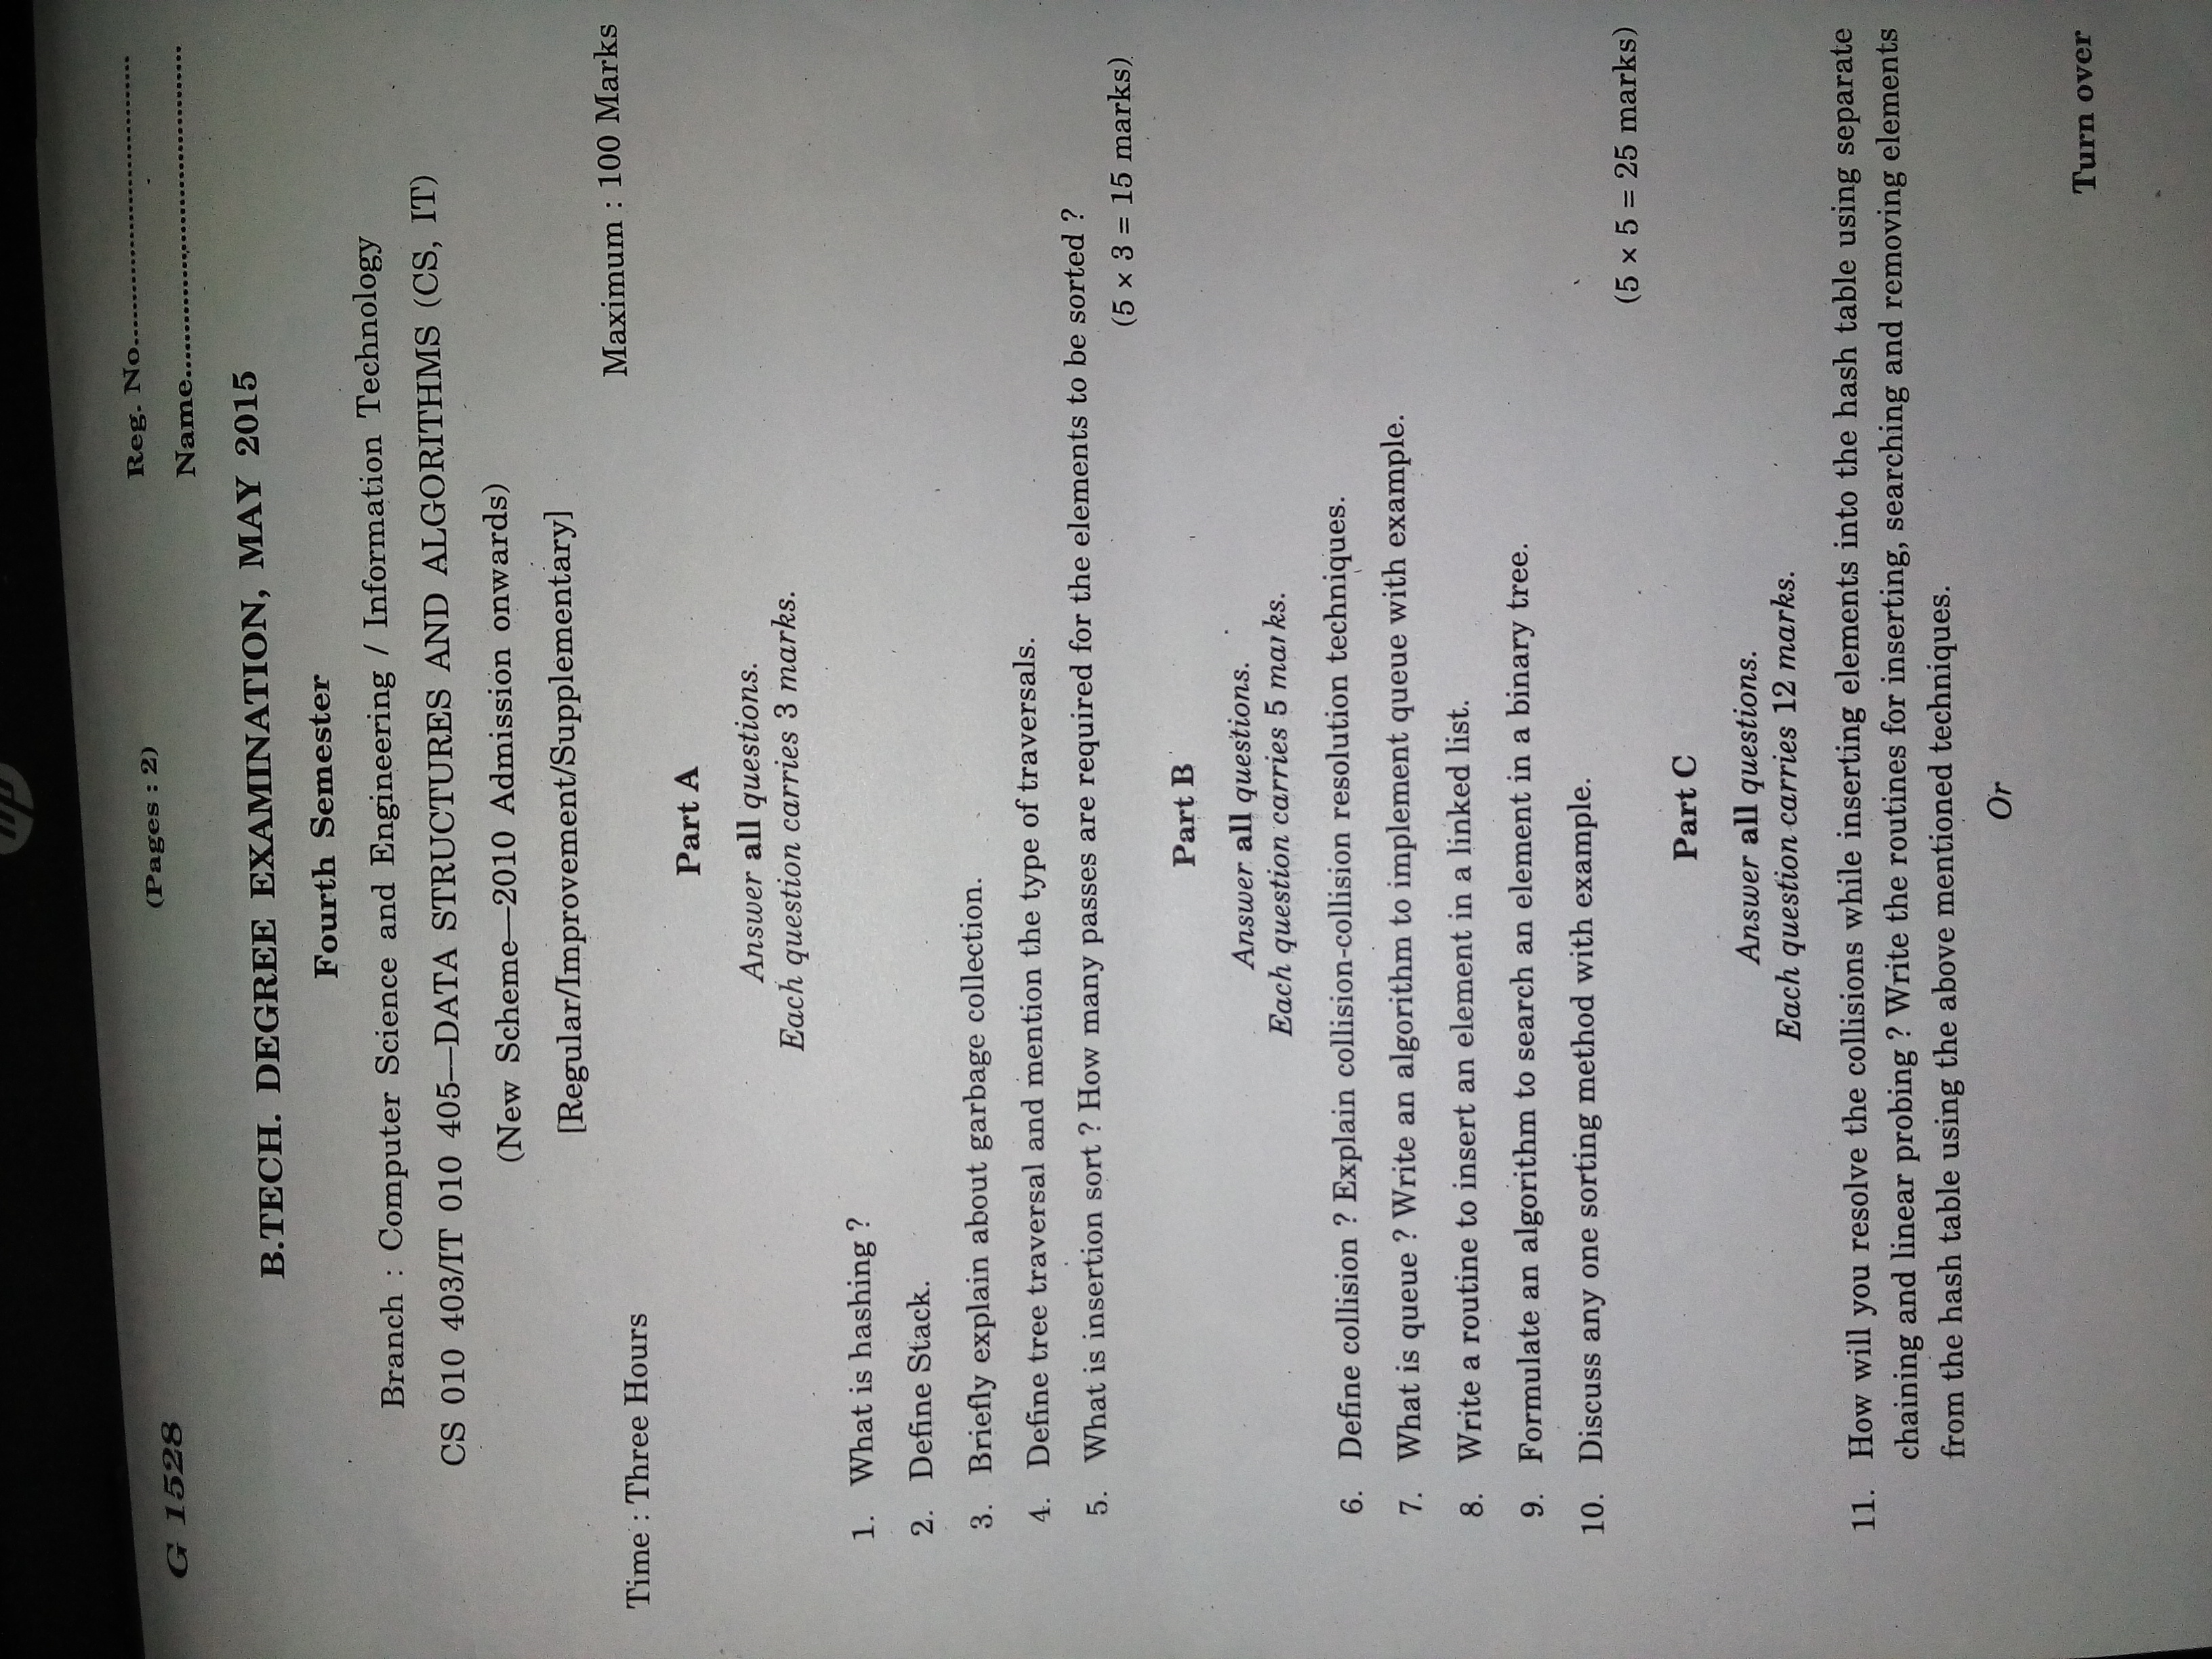 hp
G 1528
(Pages : 2)
Reg. No.................................
Name.....................................
B.TECH. DEGREE EXAMINATION, MAY 2015
Fourth Semester
Branch : Computer Science and Engineering / Information Technology
CS 010 403/IT 010 405—DATA STRUCTURES AND ALGORITHMS (CS, IT)
(New Scheme—2010 Admission onwards)
[Regular/Improvement/Supplementary]
Time : Three Hours
Maximum : 100 Marks
Part A
Answer all questions.
Each question carries 3 marks.
1. What is hashing ?
2. Define Stack.
3. Briefly explain about garbage collection.
4. Define tree traversal and mention the type of traversals.
5. What is insertion sort ? How many passes are required for the elements to be sorted ?
(5 × 3 = 15 marks)
Part B
Answer all questions.
Each question carries 5 marks.
6. Define collision ? Explain collision-collision resolution techniques.
7. What is queue ? Write an algorithm to implement queue with example.
8. Write a routine to insert an element in a linked list.
9. Formulate an algorithm to search an element in a binary tree.
10. Discuss any one sorting method with example.
(5 × 5 = 25 marks)
Part C
Answer all questions.
Each question carries 12 marks.
11. How will you resolve the collisions while inserting elements into the hash table using separate
chaining and linear probing ? Write the routines for inserting, searching and removing elements
from the hash table using the above mentioned techniques.
Or
Turn over